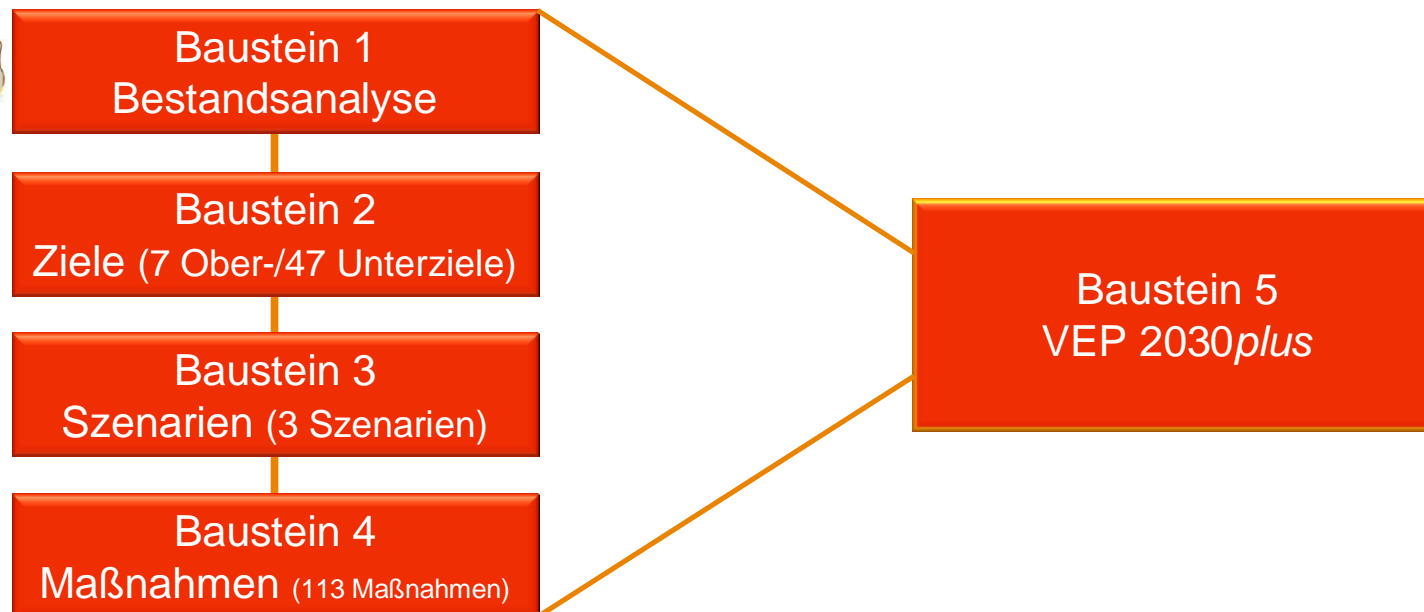 Baustein 1
Bestandsanalyse
Baustein 2
Ziele (7 Ober-/47 Unterziele)
Baustein 3
Szenarien (3 Szenarien)
Baustein 4
Maßnahmen (113 Maßnahmen)
Baustein 5
VEP 2030plus